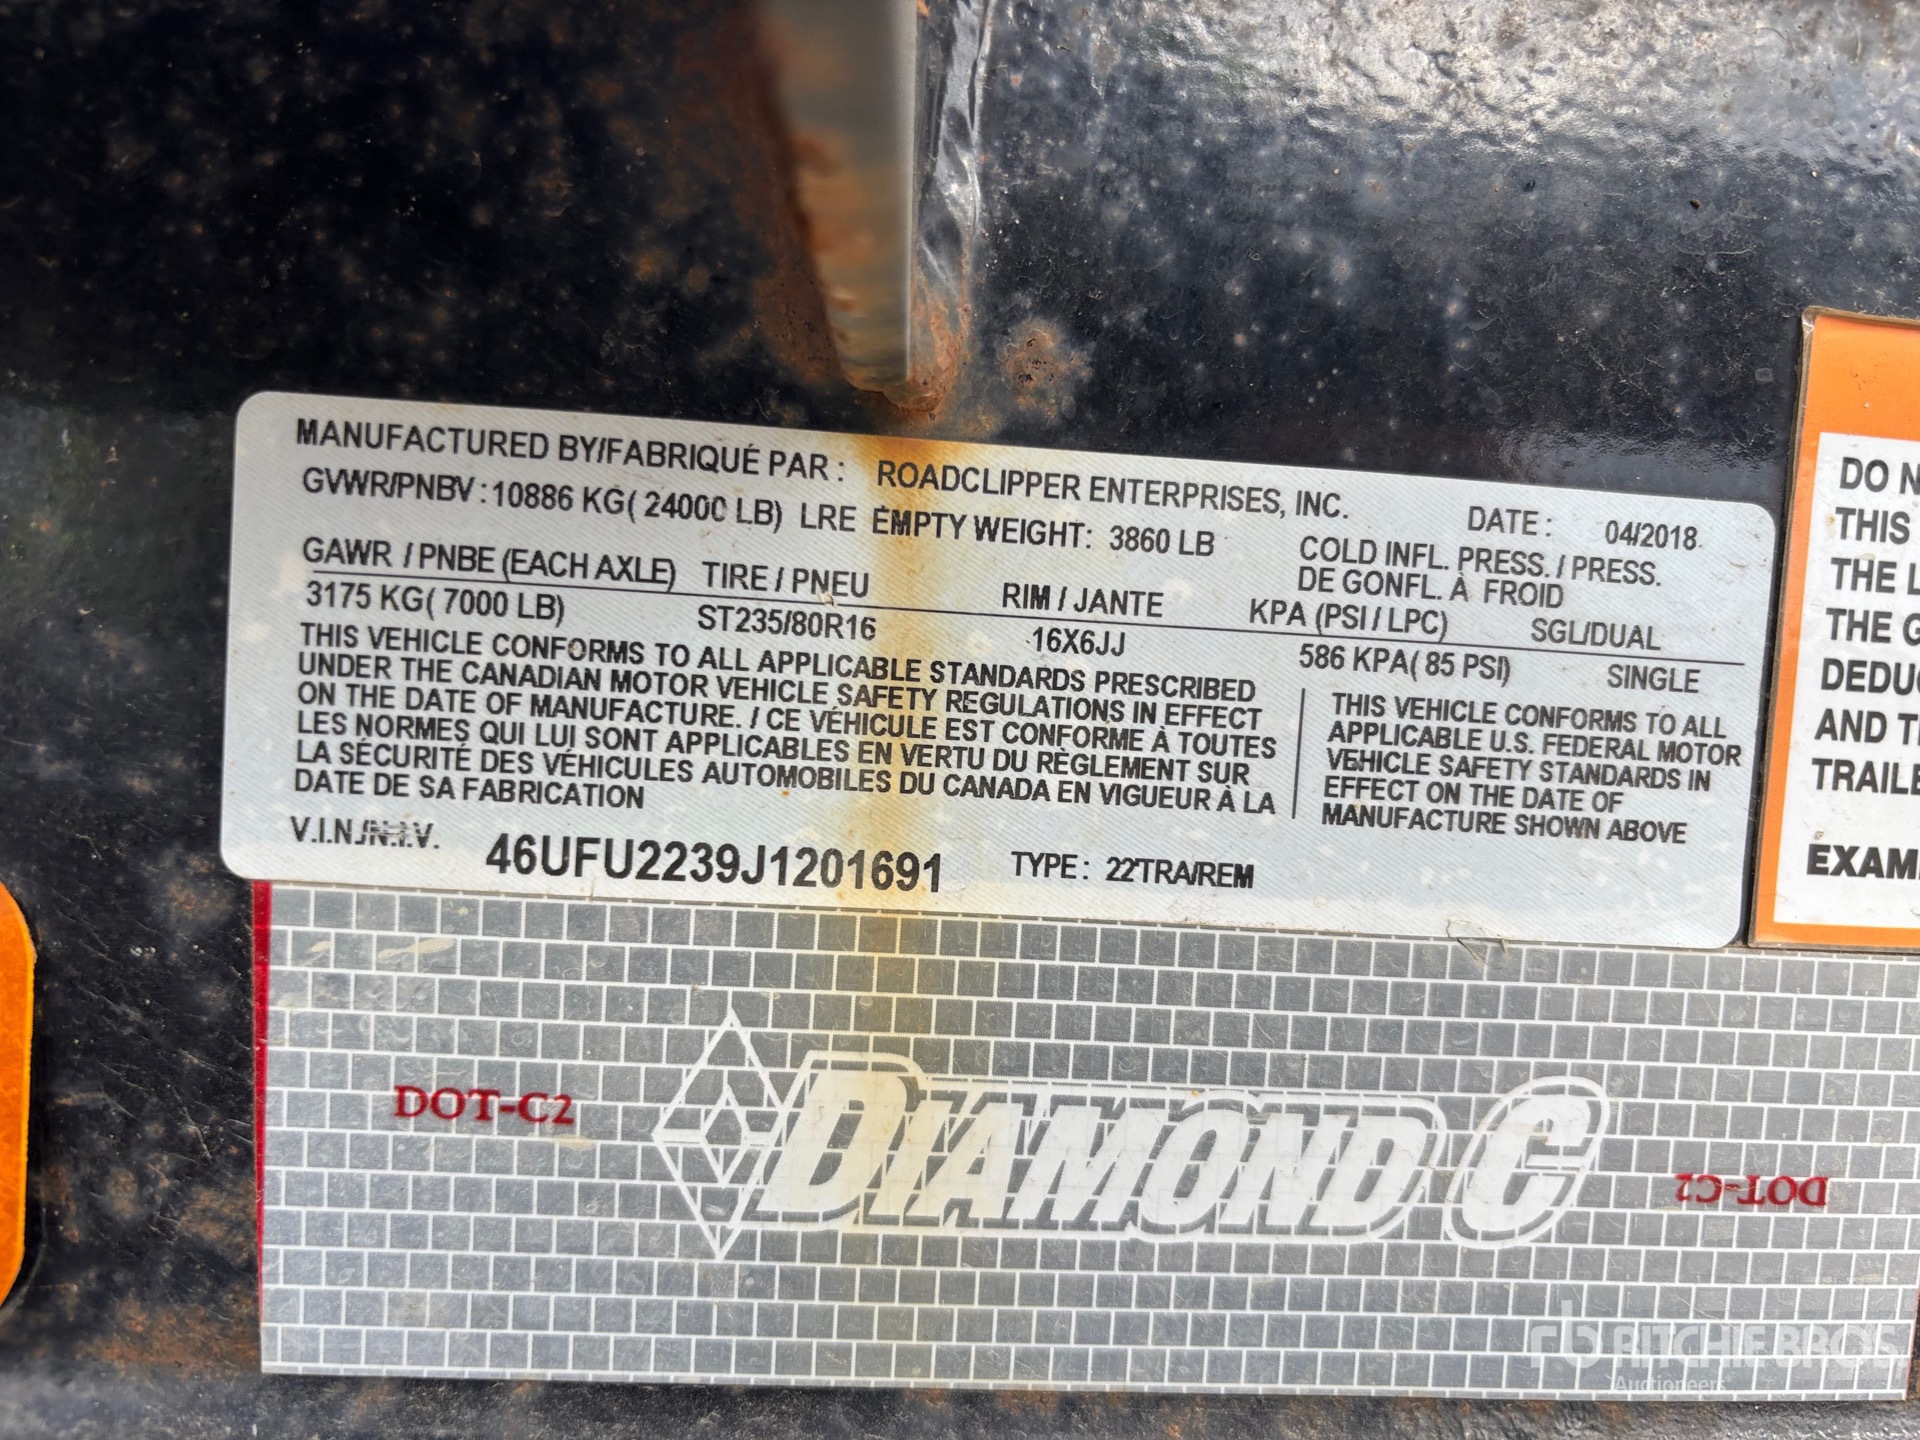 MANUFACTURED BY/FABRIQUÉ PAR : ROADCLIPPER ENTERPRISES, INC. DATE : 04/2018
GVWR/PNBV : 10886 KG( 24000 LB) LRE EMPTY WEIGHT: 3860 LB
COLD INFL. PRESS. / PRESS.
DE GONFL. À FROID
GAWR / PNBE (EACH AXLE) TIRE / PNEU RIM / JANTE KPA (PSI / LPC) SGL/DUAL
3175 KG( 7000 LB) ST235/80R16 16X6JJ 586 KPA( 85 PSI) SINGLE
THIS VEHICLE CONFORMS TO ALL APPLICABLE STANDARDS PRESCRIBED
UNDER THE CANADIAN MOTOR VEHICLE SAFETY REGULATIONS IN EFFECT
ON THE DATE OF MANUFACTURE. / CE VÉHICULE EST CONFORME À TOUTES
LES NORMES QUI LUI SONT APPLICABLES EN VERTU DU RÈGLEMENT SUR
LA SÉCURITÉ DES VÉHICULES AUTOMOBILES DU CANADA EN VIGUEUR À LA
DATE DE SA FABRICATION
THIS VEHICLE CONFORMS TO ALL
APPLICABLE U.S. FEDERAL MOTOR
VEHICLE SAFETY STANDARDS IN
EFFECT ON THE DATE OF
MANUFACTURE SHOWN ABOVE
V.I.N./N.I.V. 46UFU2239J1201691 TYPE : 22'TRA/REM
DO N
THIS
THE L
THE G
DEDUC
AND T
TRAILE
EXAM
DOT-C2 DIAMOND C DOT-C2
rb RITCHIE BROS.
Auctioneers